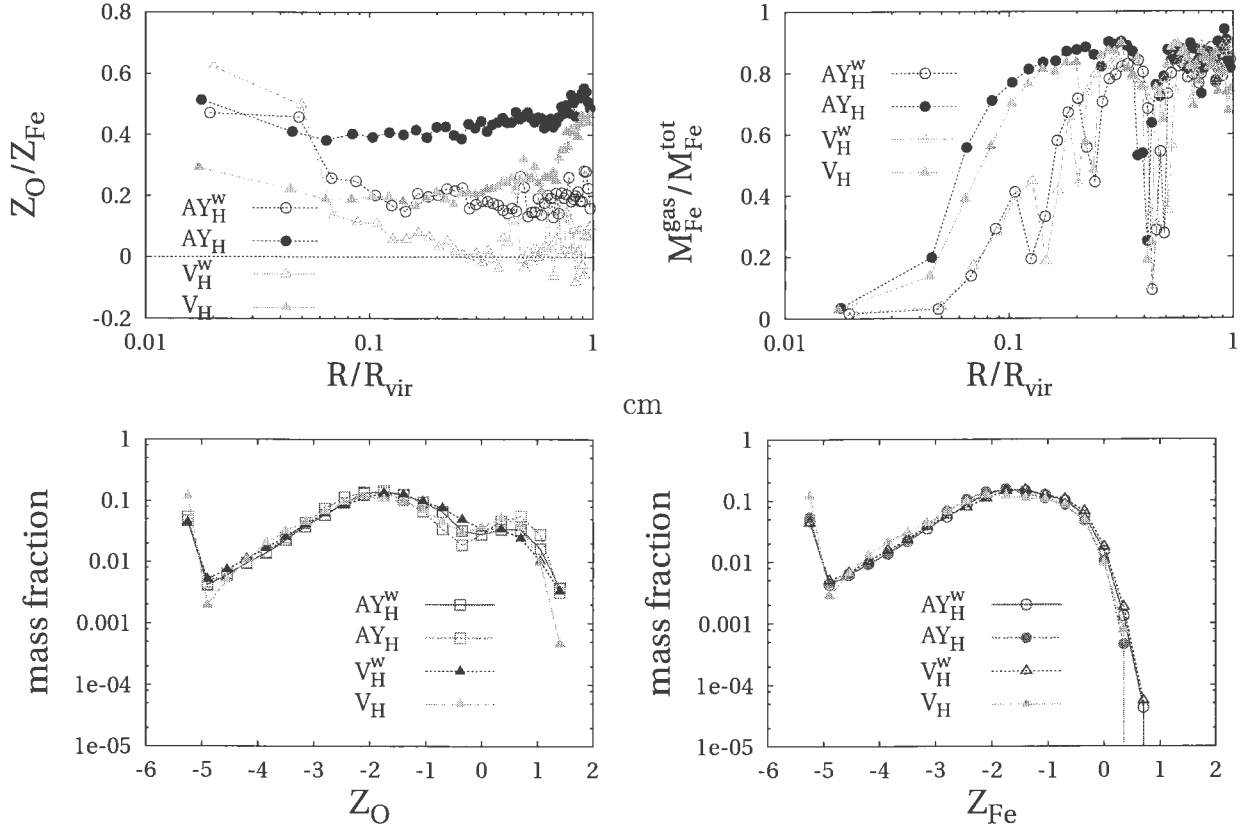 0.8
0.6
0.4
0.2
0
-0.2
Z_O/Z_Fe
AY_H^w
AY_H
V_H^w
V_H
0.01
0.1
1
R/R_vir
1
0.8
0.6
0.4
0.2
0
M_Fe^gas/M_Fe^tot
AY_H^w
AY_H
V_H^w
V_H
0.01
0.1
1
R/R_vir
cm
1
0.1
0.01
0.001
1e-04
1e-05
mass fraction
AY_H^w
AY_H
V_H^w
V_H
-6 -5 -4 -3 -2 -1 0 1 2
Z_O
1
0.1
0.01
0.001
1e-04
1e-05
mass fraction
AY_H^w
AY_H
V_H^w
V_H
-6 -5 -4 -3 -2 -1 0 1 2
Z_Fe